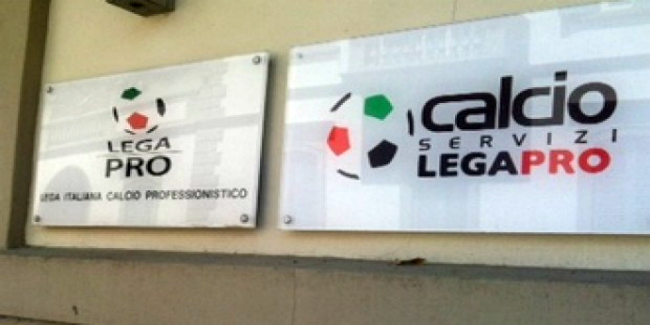 LEGA
PRO
LEGA ITALIANA CALCIO PROFESSIONISTICO
calcio
SERVIZI
LEGAPRO